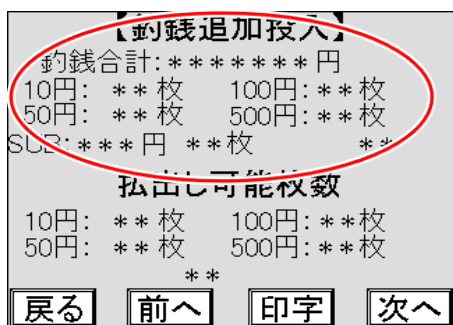 【釣銭追加投入】
釣銭合計:*******円
10円: **枚 100円:**枚
50円: **枚 500円:**枚
SUB:***円 **枚 **
払出し可能枚数
10円: **枚 100円:**枚
50円: **枚 500円:**枚
**
戻る 前へ 印字 次へ